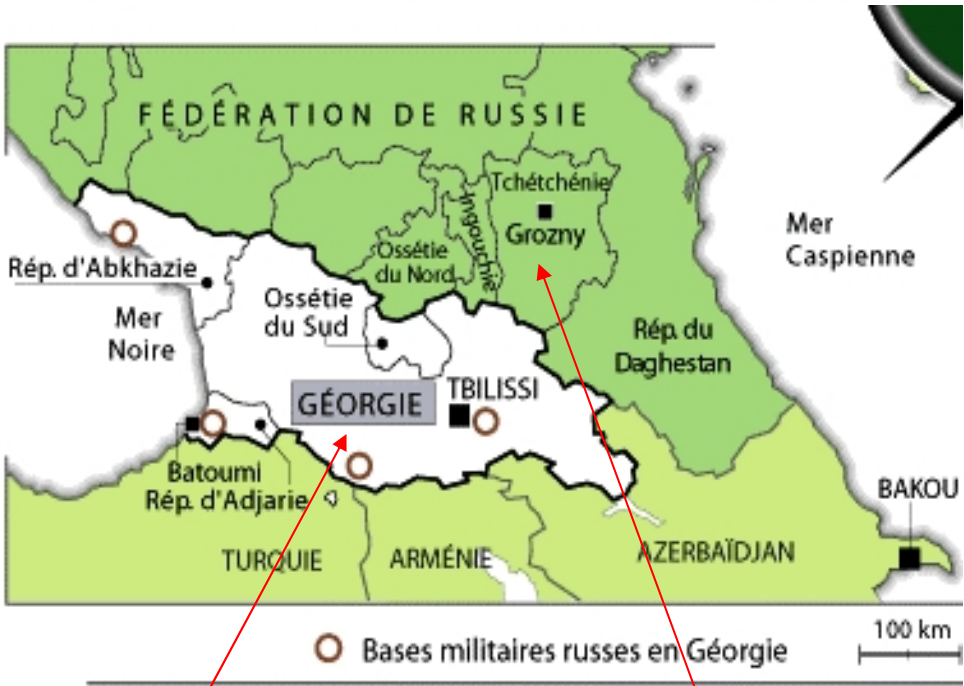 FÉDÉRATION DE RUSSIE
Tchétchénie
Ingouchie
Grozny
Mer
Caspienne
Ossétie
du Nord
Rép. d'Abkhazie
Ossétie
du Sud
Mer
Noire
Rép. du
Daghestan
TBILISSI
GÉORGIE
Batoumi
Rép. d'Adjarie
BAKOU
TURQUIE
ARMÉNIE
AZERBAÏDJAN
Bases militaires russes en Géorgie
100 km